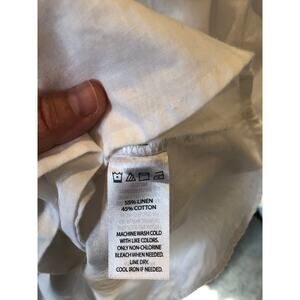 55% LINEN
45% COTTON
MACHINE WASH COLD
WITH LIKE COLORS.
ONLY NON-CHLORINE
BLEACH WHEN NEEDED.
LINE DRY.
COOL IRON IF NEEDED.